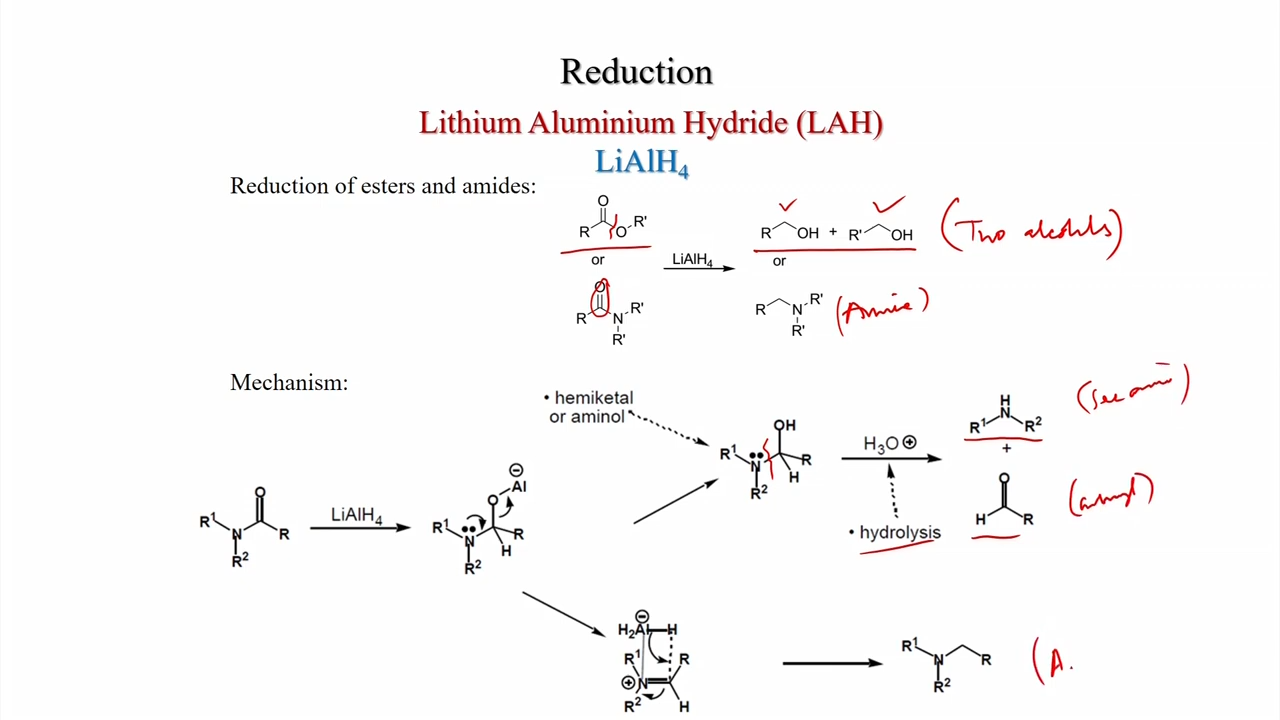 Reduction
Lithium Aluminium Hydride (LAH)
LiAlH4
Reduction of esters and amides:
O
R O R'
or
O
R N R'
R'
LiAlH4
R OH + R' OH
or
R N R'
R'
(Two alcohols)
(Amine)
Mechanism:
• hemiketal
or aminol
O
R1 N R
R2
LiAlH4
⊖
O Al
R1 N R
H
R2
OH
R1 N R
H
R2
H3O⊕
• hydrolysis
H
R1 N R2
+
O
H R
⊖
H2Al H
R1 R
⊕ N
R2 H
R1 N R
R2
(A.